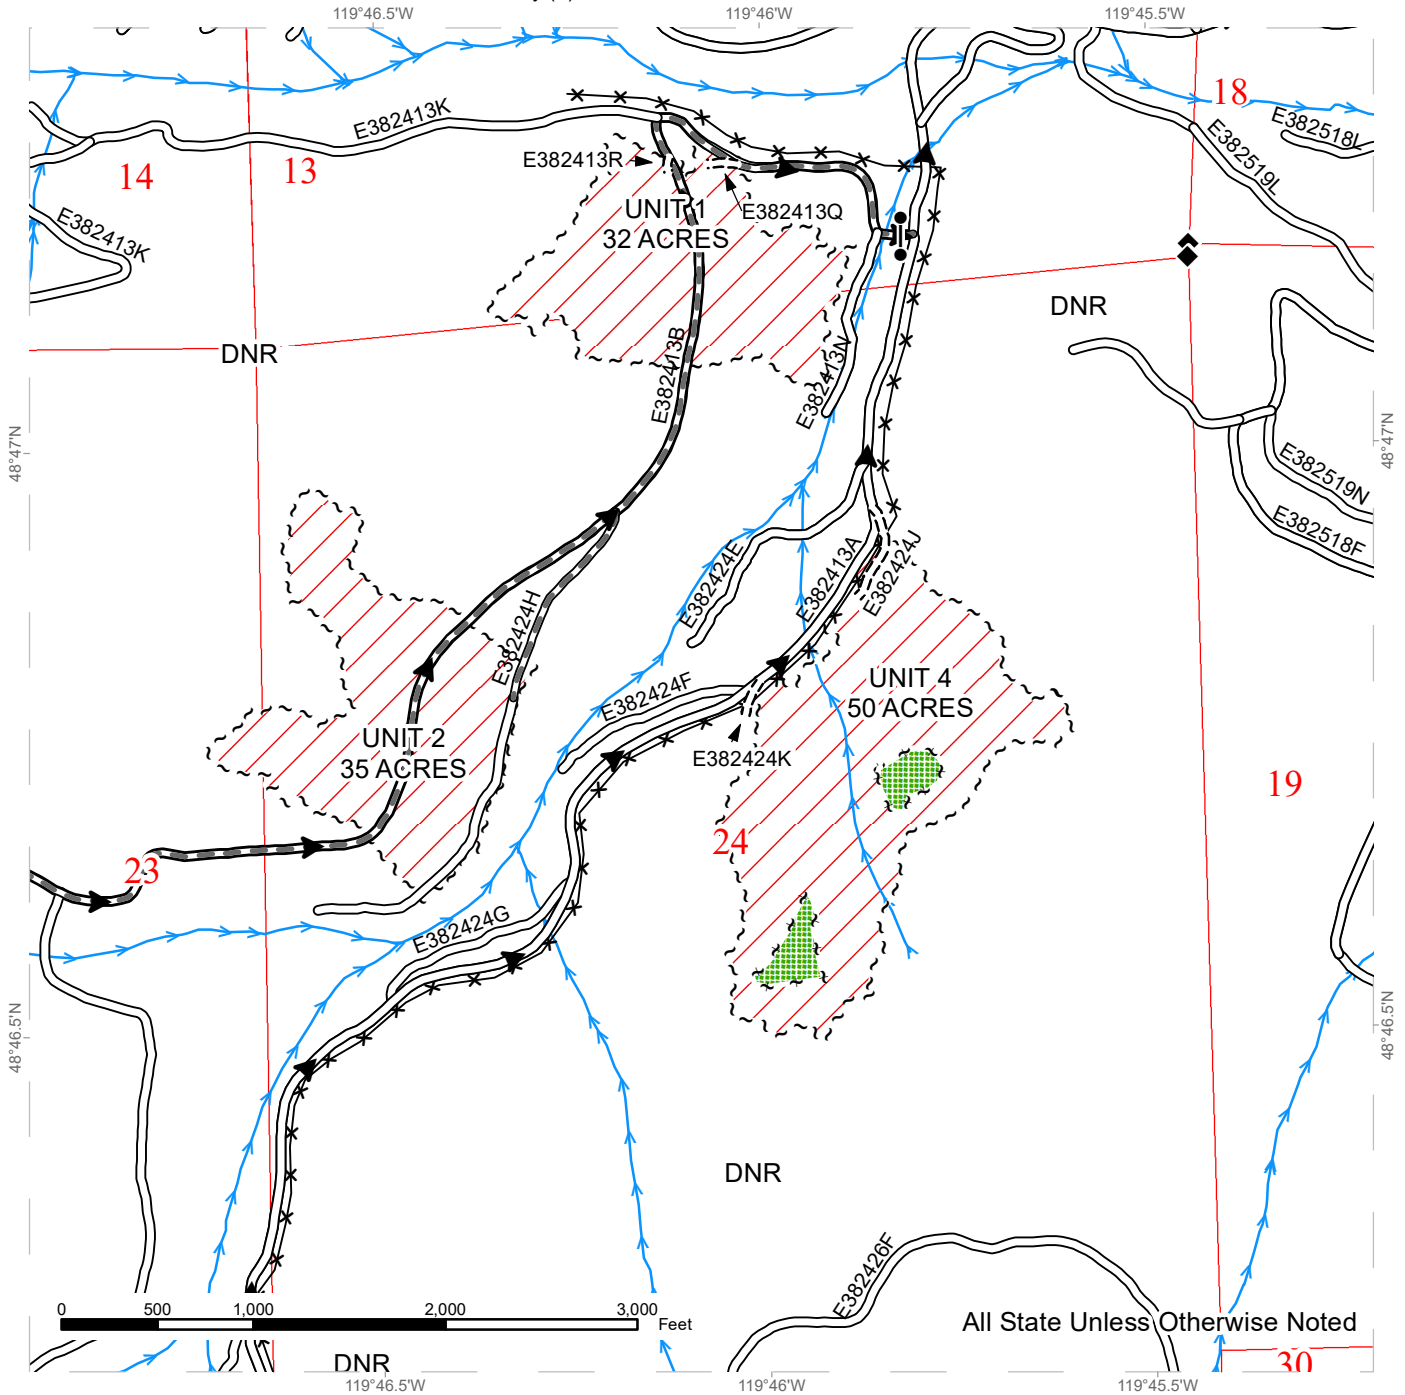 119°46.5'W
119°46'W
119°45.5'W
18
E382413K
E382518L
E382413R
E382519L
14
13
UNIT 1
32 ACRES
E382413Q
E382413K
DNR
DNR
E382413B
E382413N
48°47'N
48°47'N
E382519N
E382518F
E382424E
E382413A
E382424J
E382424H
E382424F
UNIT 4
50 ACRES
UNIT 2
35 ACRES
E382424K
19
24
23
E382424G
48°46.5'N
48°46.5'N
DNR
E382426F
0 500 1,000 2,000 3,000
Feet
All State Unless Otherwise Noted
DNR
30
119°46.5'W
119°46'W
119°45.5'W